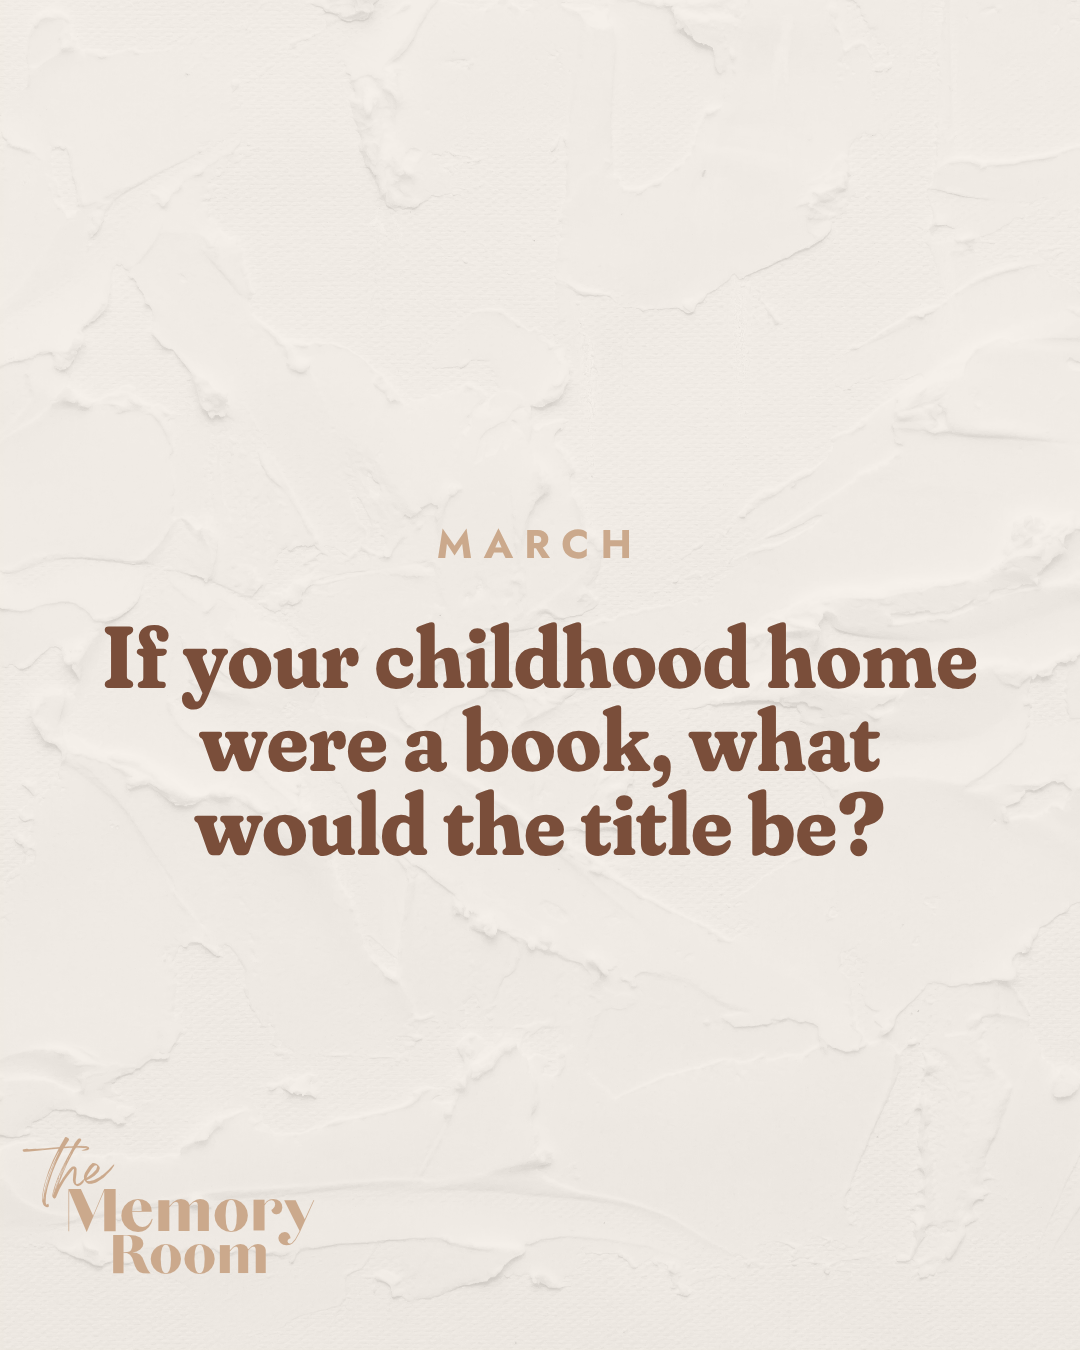 MARCH
If your childhood home
were a book, what
would the title be?
the
Memory
Room